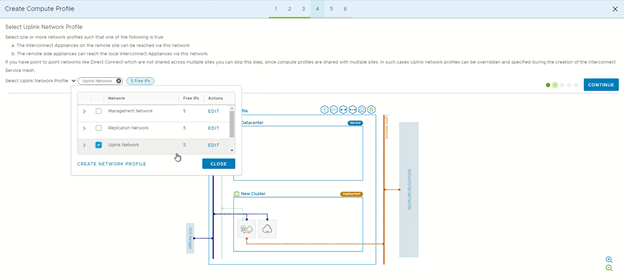 Create Compute Profile
1 2 3 4 5 6
Select Uplink Network Profile
Select one or more network profiles such that one of the following is true:
a. The Interconnect Appliances on the remote site can be reached via this network
b. The remote side appliances can reach the local Interconnect Appliances via this network.
If you have point to point networks like Direct Connect which are not shared across multiple sites you can skip this step, since compute profiles are shared with multiple sites. In such cases Uplink network profiles can be overridden and specified during the creation of the Interconnect
Service mesh.
Select Uplink Network Profile Uplink Network 5 Free IPs
CONTINUE
Network Free IPs Actions
Management Network 5 EDIT
Replication Network 5 EDIT
Uplink Network 5 EDIT
CREATE NETWORK PROFILE CLOSE
Datacenter Service
New Cluster Deployment